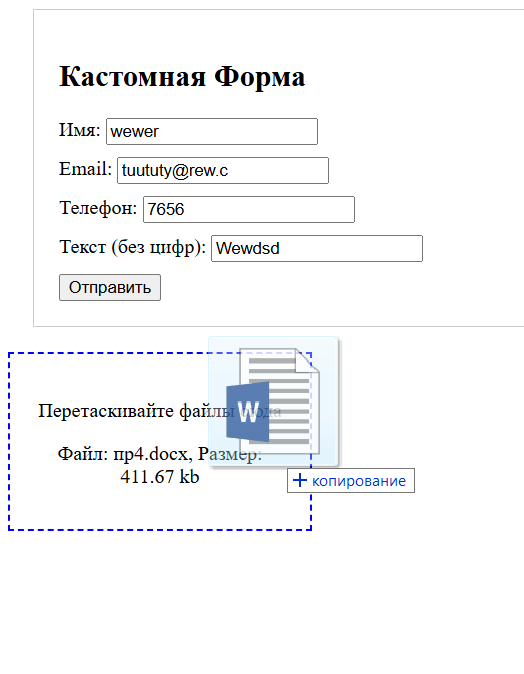 Кастомная Форма
Имя: wewer
Email: tuututy@rew.c
Телефон: 7656
Текст (без цифр): Wewdsd
Отправить
Перетаскивайте файлы сюда
W
Файл: пр4.docx, Размер:
411.67 kb
копирование